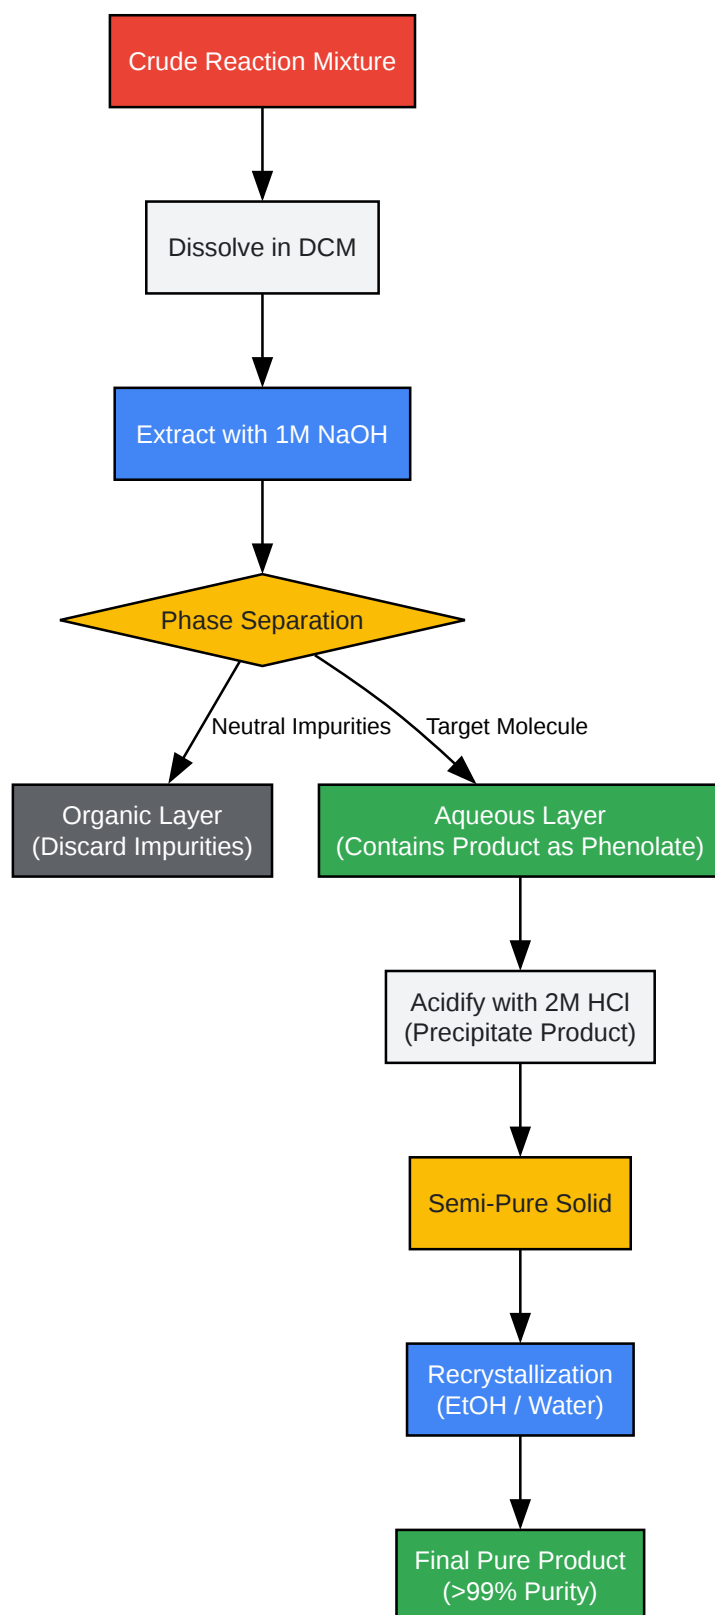 Crude Reaction Mixture
Dissolve in DCM
Extract with 1M NaOH
Phase Separation
Neutral Impurities
Target Molecule
Organic Layer
(Discard Impurities)
Aqueous Layer
(Contains Product as Phenolate)
Acidify with 2M HCl
(Precipitate Product)
Semi-Pure Solid
Recrystallization
(EtOH / Water)
Final Pure Product
(>99% Purity)